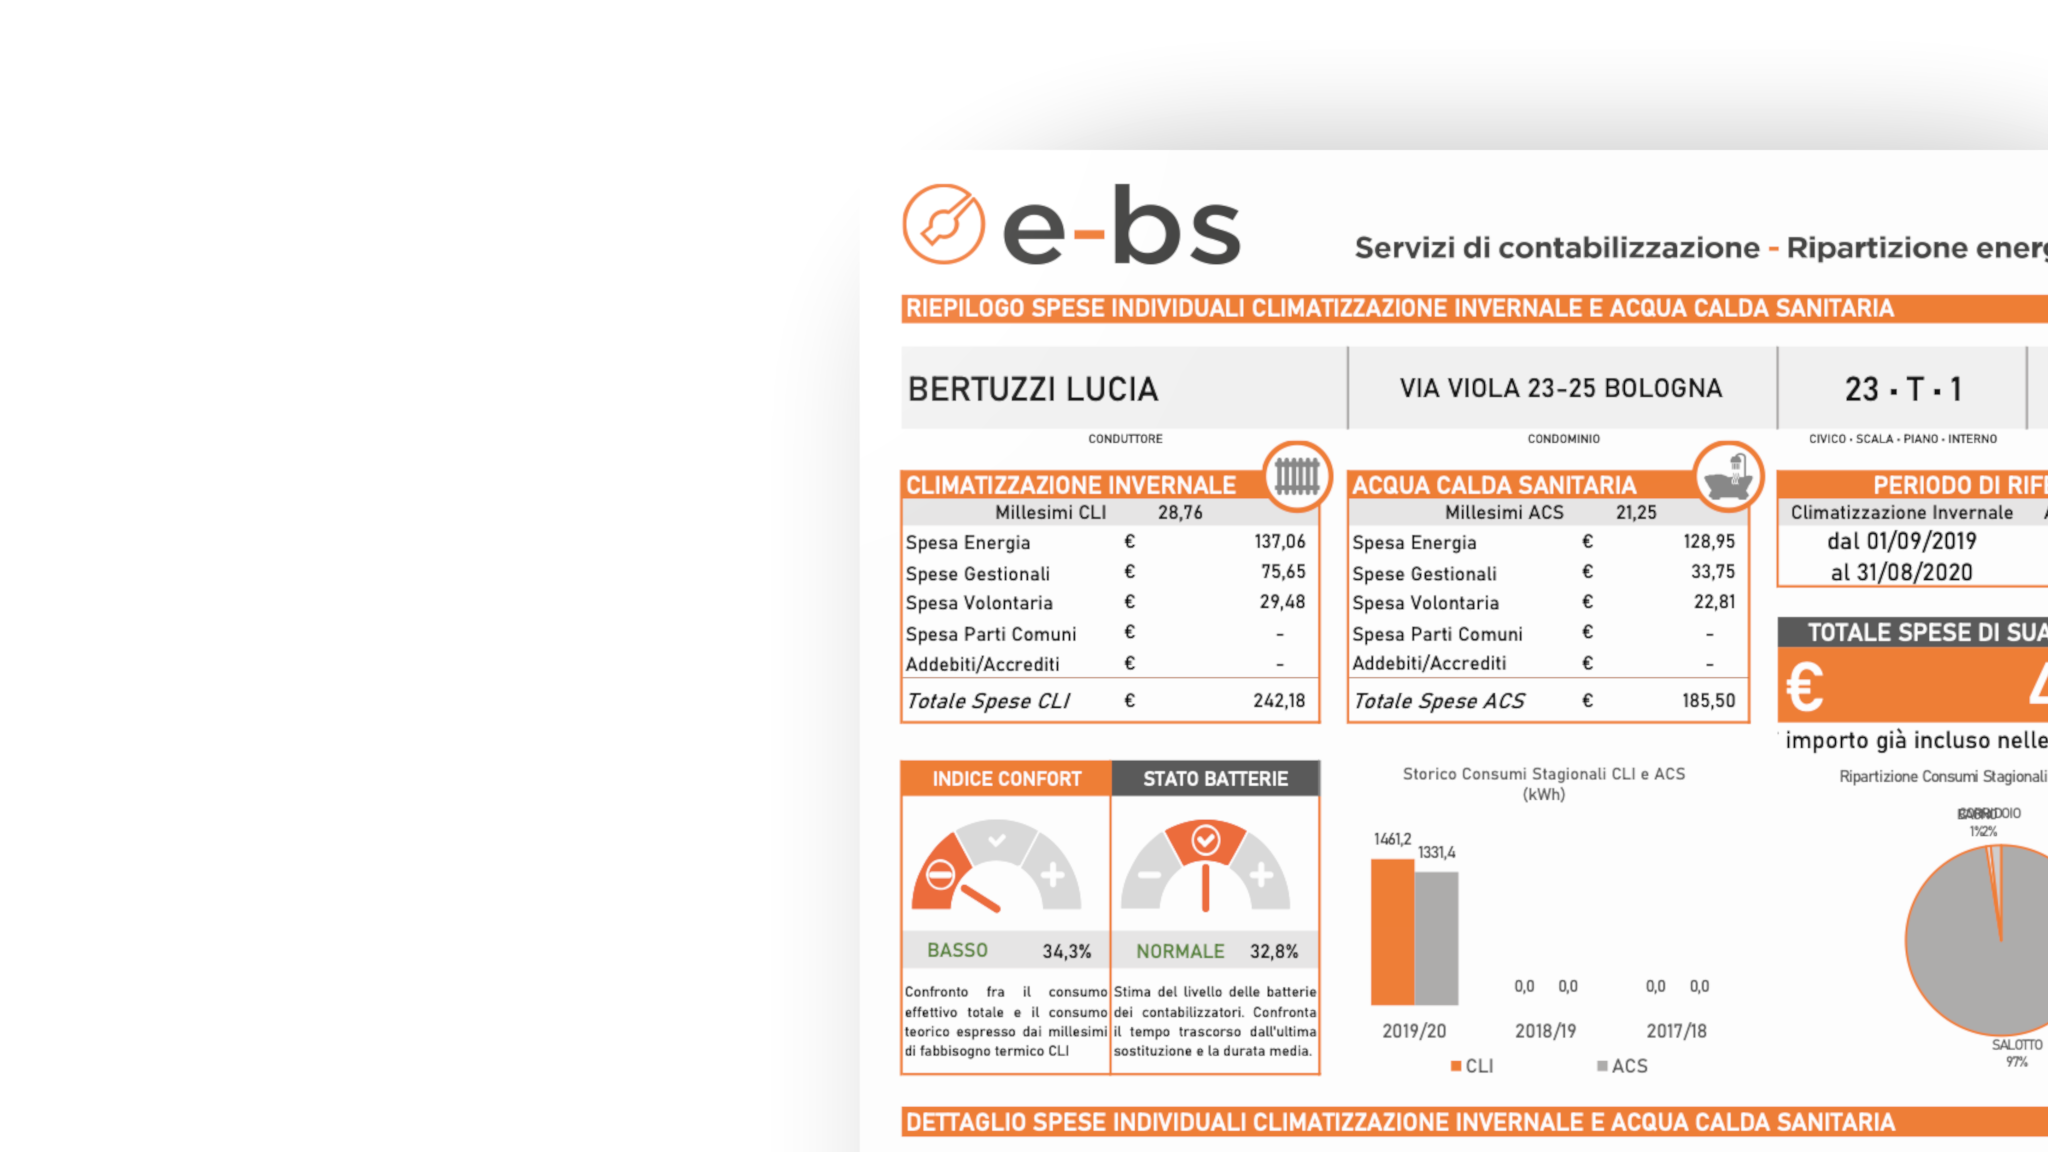 e-bs
Servizi di contabilizzazione - Ripartizione energ
RIEPILOGO SPESE INDIVIDUALI CLIMATIZZAZIONE INVERNALE E ACQUA CALDA SANITARIA
BERTUZZI LUCIA
VIA VIOLA 23-25 BOLOGNA
23 · T · 1
CONDUTTORE
CONDOMINIO
CIVICO · SCALA · PIANO · INTERNO
CLIMATIZZAZIONE INVERNALE
Millesimi CLI 28,76
Spesa Energia € 137,06
Spese Gestionali € 75,65
Spesa Volontaria € 29,48
Spesa Parti Comuni € -
Addebiti/Accrediti € -
Totale Spese CLI € 242,18
ACQUA CALDA SANITARIA
Millesimi ACS 21,25
Spesa Energia € 128,95
Spese Gestionali € 33,75
Spesa Volontaria € 22,81
Spesa Parti Comuni € -
Addebiti/Accrediti € -
Totale Spese ACS € 185,50
PERIODO DI RIF
Climatizzazione Invernale
dal 01/09/2019
al 31/08/2020
TOTALE SPESE DI SUA
€ 4
importo già incluso nelle
INDICE CONFORT
BASSO 34,3%
Confronto fra il consumo
effettivo totale e il consumo
teorico espresso dai millesimi
di fabbisogno termico CLI
STATO BATTERIE
NORMALE 32,8%
Stima del livello delle batterie
dei contabilizzatori. Confronta
il tempo trascorso dall'ultima
sostituzione e la durata media.
Storico Consumi Stagionali CLI e ACS
(kWh)
1461,2
1331,4
0,0 0,0 0,0 0,0
2019/20 2018/19 2017/18
CLI ACS
Ripartizione Consumi Stagionali
CORRIDOIO
1% 2%
SALOTTO
97%
DETTAGLIO SPESE INDIVIDUALI CLIMATIZZAZIONE INVERNALE E ACQUA CALDA SANITARIA